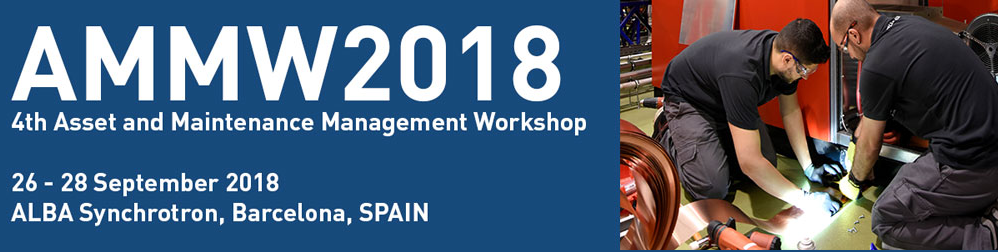 AMMW2018
4th Asset and Maintenance Management Workshop
26 - 28 September 2018
ALBA Synchrotron, Barcelona, SPAIN